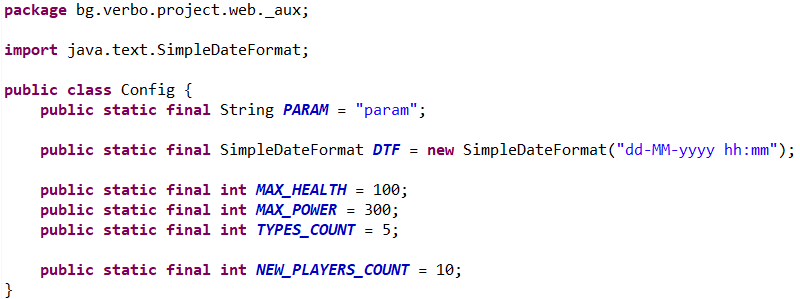 package bg.verbo.project.web._aux;
import java.text.SimpleDateFormat;
public class Config {
    public static final String PARAM = "param";
    public static final SimpleDateFormat DTF = new SimpleDateFormat("dd-MM-yyyy hh:mm");
    public static final int MAX_HEALTH = 100;
    public static final int MAX_POWER = 300;
    public static final int TYPES_COUNT = 5;
    public static final int NEW_PLAYERS_COUNT = 10;
}